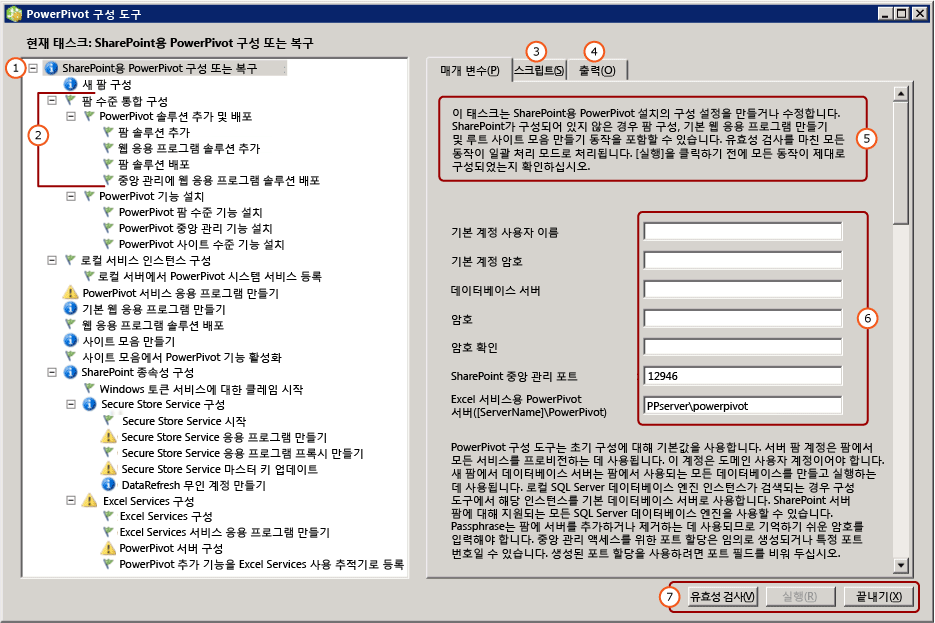 PowerPivot 구성 도구
현재 태스크: SharePoint용 PowerPivot 구성 또는 복구
1
SharePoint용 PowerPivot 구성 또는 복구
새 팜 구성
팜 수준 통합 구성
2
PowerPivot 솔루션 추가 및 배포
팜 솔루션 추가
웹 응용 프로그램 솔루션 추가
팜 솔루션 배포
중앙 관리에 웹 응용 프로그램 솔루션 배포
PowerPivot 기능 설치
PowerPivot 팜 수준 기능 설치
PowerPivot 중앙 관리 기능 설치
PowerPivot 사이트 수준 기능 설치
로컬 서비스 인스턴스 구성
로컬 서버에서 PowerPivot 시스템 서비스 등록
PowerPivot 서비스 응용 프로그램 만들기
기본 웹 응용 프로그램 만들기
웹 응용 프로그램 솔루션 배포
사이트 모음 만들기
사이트 모음에서 PowerPivot 기능 활성화
SharePoint 종속성 구성
Windows 토큰 서비스에 대한 클레임 시작
Secure Store Service 구성
Secure Store Service 시작
Secure Store Service 응용 프로그램 만들기
Secure Store Service 응용 프로그램 프록시 만들기
Secure Store Service 마스터 키 업데이트
DataRefresh 무인 계정 만들기
Excel Services 구성
Excel Services 구성
Excel Services 서비스 응용 프로그램 만들기
PowerPivot 서버 구성
PowerPivot 추가 기능을 Excel Services 사용 추적기로 등록
3
4
매개 변수(P)
스크립트(S)
출력(O)
이 태스크는 SharePoint용 PowerPivot 설치의 구성 설정을 만들거나 수정합니다.
SharePoint가 구성되어 있지 않은 경우 팜 구성, 기본 웹 응용 프로그램 만들기
및 루트 사이트 모음 만들기 동작을 포함할 수 있습니다. 유효성 검사를 마친 모든
동작이 일괄 처리 모드로 처리됩니다. [실행]을 클릭하기 전에 모든 동작이 제대로
구성되었는지 확인하십시오.
5
기본 계정 사용자 이름
기본 계정 암호
데이터베이스 서버
암호
6
암호 확인
SharePoint 중앙 관리 포트
12946
Excel 서비스용 PowerPivot
서버([ServerName]\PowerPivot)
PPserver\powerpivot
PowerPivot 구성 도구는 초기 구성에 대해 기본값을 사용합니다. 서버 팜 계정은 팜에서
모든 서비스를 프로비전하는 데 사용됩니다. 이 계정은 도메인 사용자 계정이어야 합니다.
새 팜에서 데이터베이스 서버는 팜에서 사용되는 모든 데이터베이스를 만들고 실행하는
데 사용됩니다. 로컬 SQL Server 데이터베이스 엔진 인스턴스가 검색되는 경우 구성
도구에서 해당 인스턴스를 기본 데이터베이스 서버로 사용합니다. SharePoint 서버
팜에 대해 지원되는 모든 SQL Server 데이터베이스 엔진을 사용할 수 있습니다.
Passphrase는 팜에 서버를 추가하거나 제거하는 데 사용되므로 기억하기 쉬운 암호를
입력해야 합니다. 중앙 관리 액세스를 위한 포트 할당은 임의로 생성되거나 특정 포트
번호일 수 있습니다. 생성된 포트 할당을 사용하려면 포트 필드를 비워 두십시오.
7
유효성 검사(V)
실행(R)
끝내기(X)